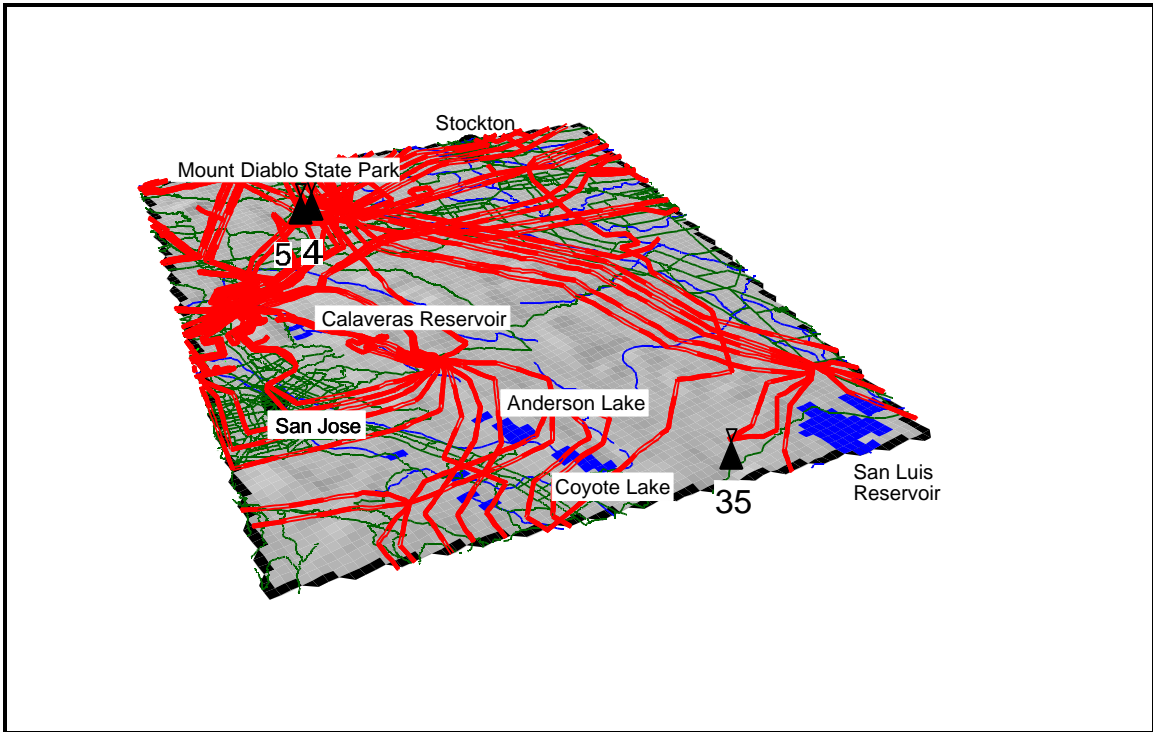 Stockton
Mount Diablo State Park
5
4
Calaveras Reservoir
Anderson Lake
San Jose
San Luis
Reservoir
Coyote Lake
35